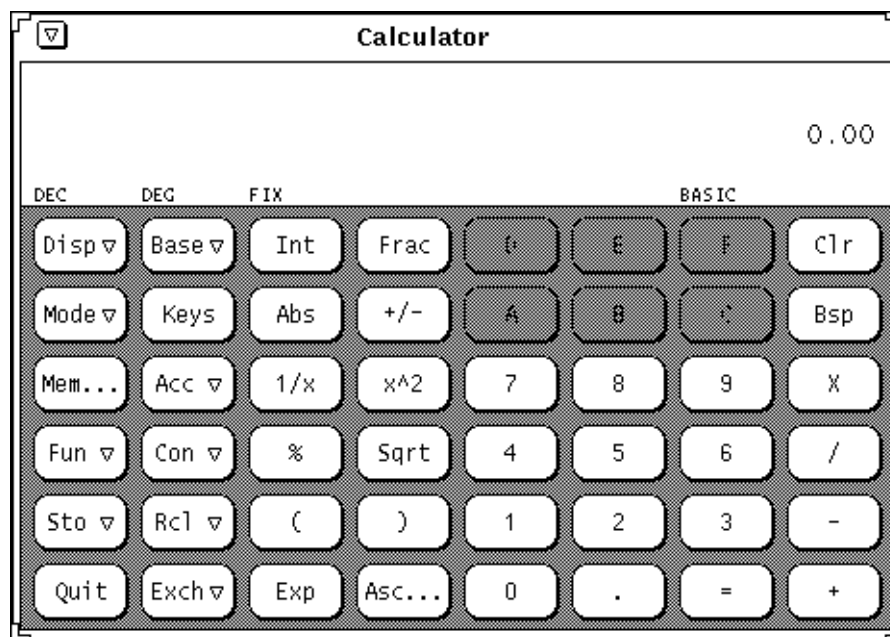 Calculator
0.00
DEC DEG FIX BASIC
Disp Base Int Frac D E F Clr
Mode Keys Abs +/- A B C Bsp
Mem... Acc 1/x x^2 7 8 9 X
Fun Con % Sqrt 4 5 6 /
Sto Rcl ( ) 1 2 3 -
Quit Exch Exp Asc... 0 . = +